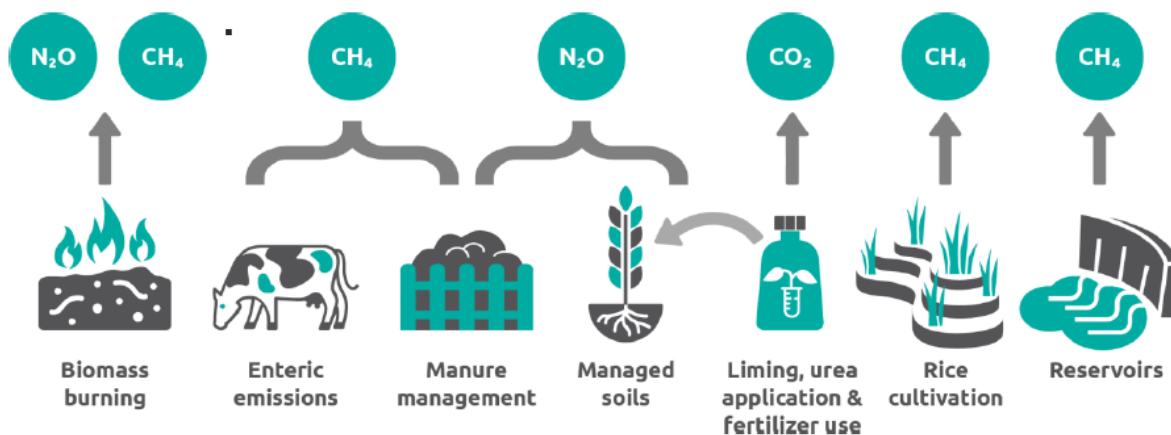 N₂O CH₄ CH₄ N₂O CO₂ CH₄ CH₄
Biomass
burning
Enteric
emissions
Manure
management
Managed
soils
Liming, urea
application &
fertilizer use
Rice
cultivation
Reservoirs